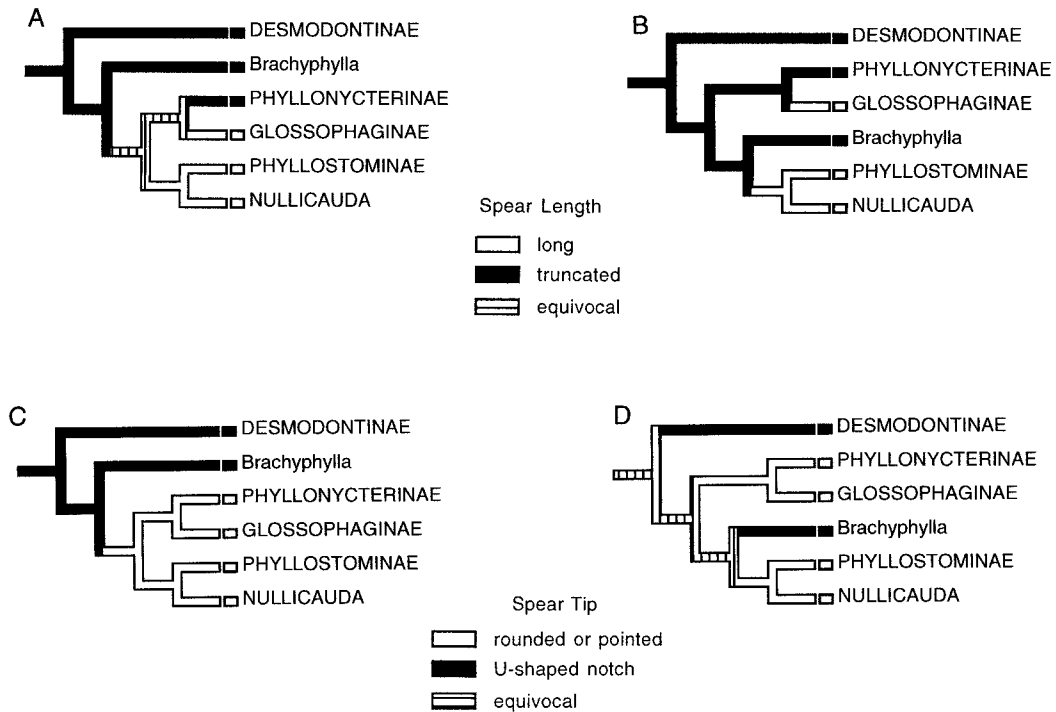 A
DESMODONTINAE
Brachyphylla
PHYLLONYCTERINAE
GLOSSOPHAGINAE
PHYLLOSTOMINAE
NULLICAUDA
B
DESMODONTINAE
PHYLLONYCTERINAE
GLOSSOPHAGINAE
Brachyphylla
PHYLLOSTOMINAE
NULLICAUDA
Spear Length
long
truncated
equivocal
C
DESMODONTINAE
Brachyphylla
PHYLLONYCTERINAE
GLOSSOPHAGINAE
PHYLLOSTOMINAE
NULLICAUDA
D
DESMODONTINAE
PHYLLONYCTERINAE
GLOSSOPHAGINAE
Brachyphylla
PHYLLOSTOMINAE
NULLICAUDA
Spear Tip
rounded or pointed
U-shaped notch
equivocal